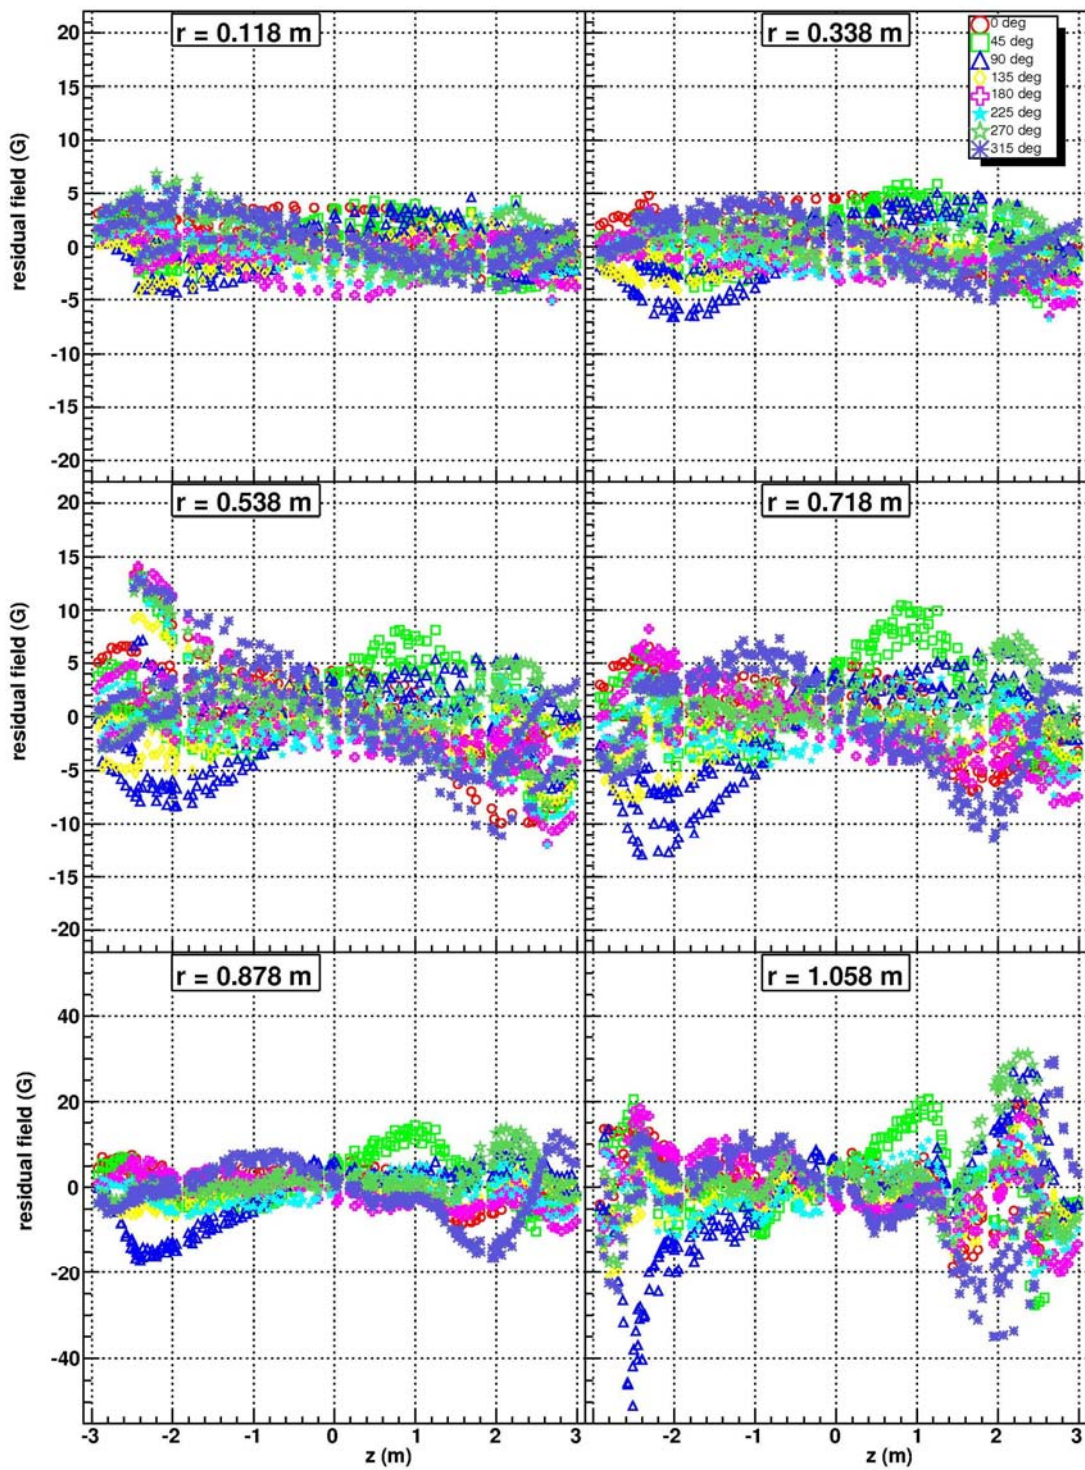 r = 0.118 m
r = 0.338 m
0 deg
45 deg
90 deg
135 deg
180 deg
225 deg
270 deg
315 deg
residual field (G)
20
15
10
5
0
-5
-10
-15
-20
r = 0.538 m
r = 0.718 m
residual field (G)
20
15
10
5
0
-5
-10
-15
-20
r = 0.878 m
r = 1.058 m
residual field (G)
40
20
0
-20
-40
-3 -2 -1 0 1 2 3
-2 -1 0 1 2 3
z (m)
z (m)